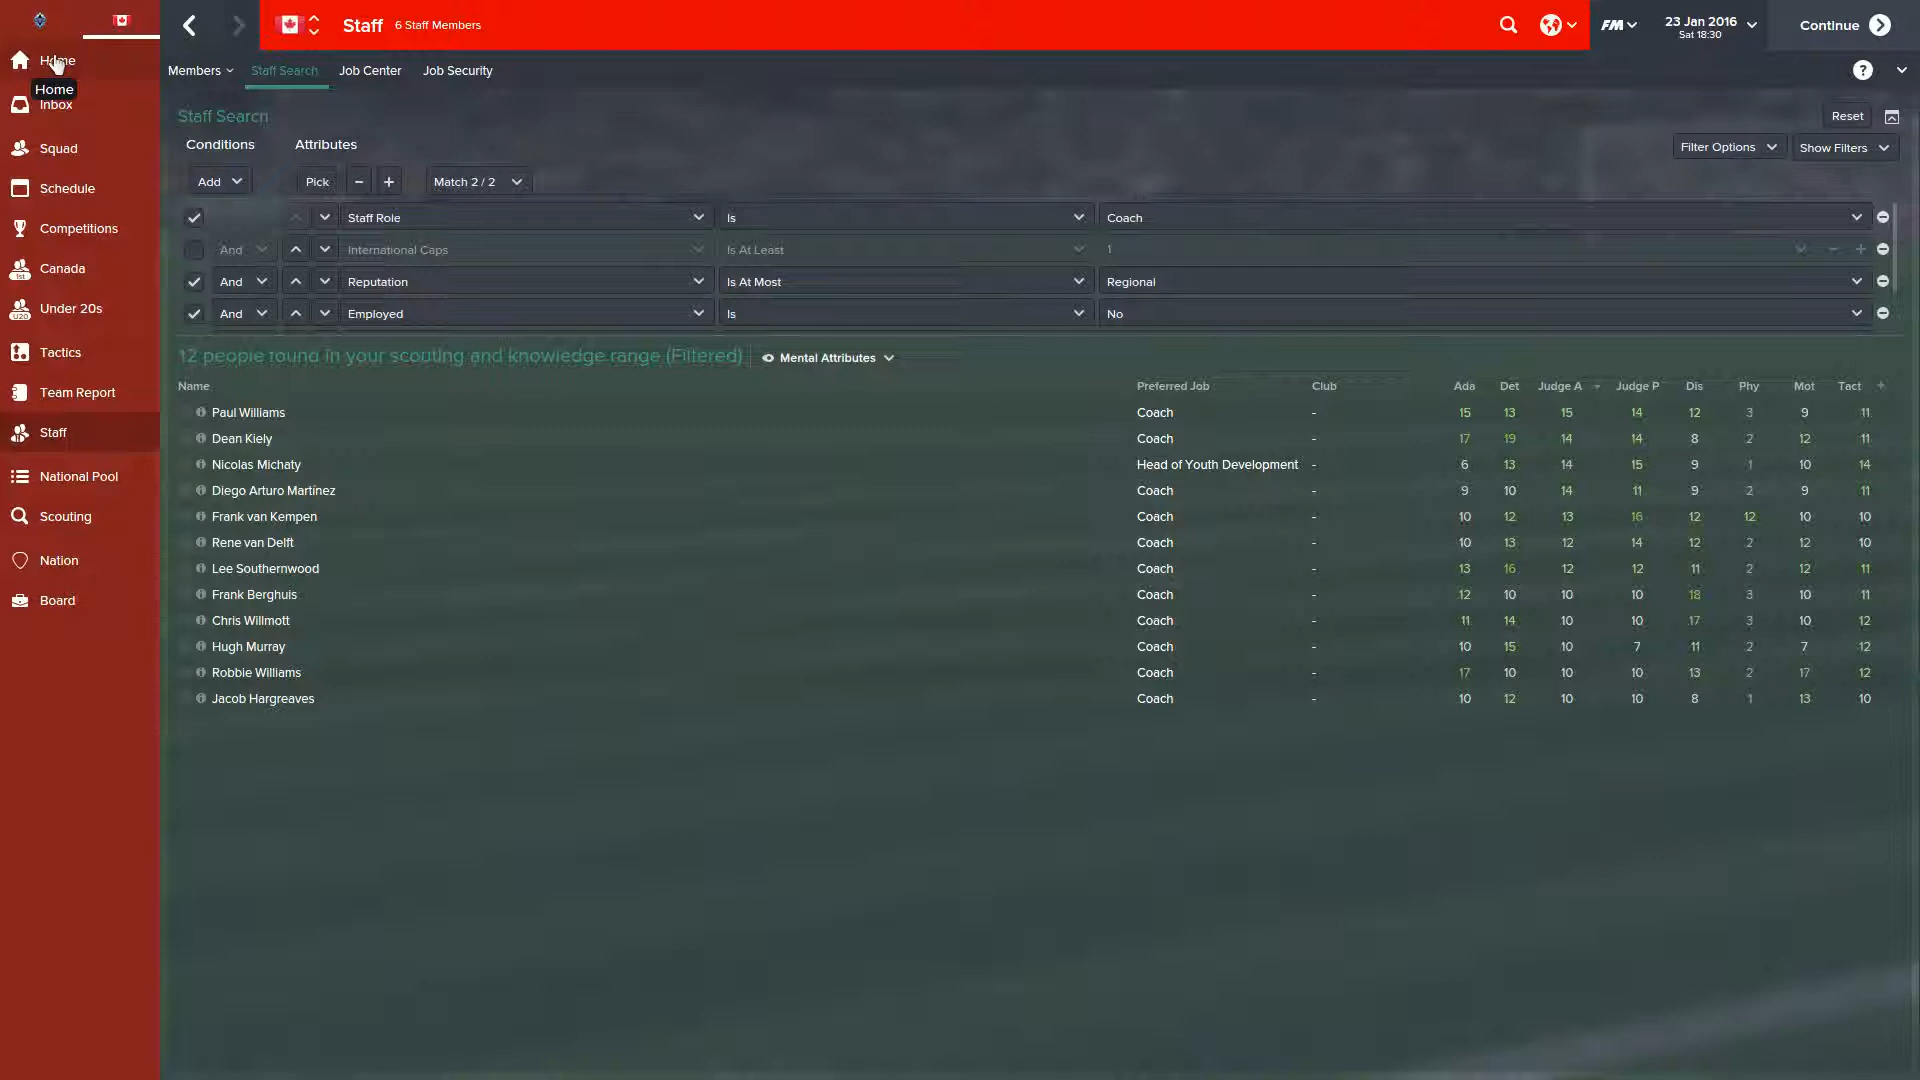 Staff 6 Staff Members
FM
23 Jan 2016
Sat 18:30
Continue
Home
Home
Inbox
Squad
Schedule
Competitions
Canada
Under 20s
Tactics
Team Report
Staff
National Pool
Scouting
Nation
Board
Members Staff Search Job Center Job Security
?
Staff Search
Reset
Conditions Attributes
Filter Options Show Filters
Add Pick - + Match 2 / 2
Staff Role Is Coach
And International Caps Is At Least 1 - +
And Reputation Is At Most Regional
And Employed Is No
12 people found in your scouting and knowledge range (Filtered) Mental Attributes
Name Preferred Job Club Ada Det Judge A Judge P Dis Phy Mot Tact +
Paul Williams Coach - 15 13 15 14 12 3 9 11
Dean Kiely Coach - 17 19 14 14 8 2 12 11
Nicolas Michaty Head of Youth Development - 6 13 14 15 9 1 10 14
Diego Arturo Martínez Coach - 9 10 14 11 9 2 9 11
Frank van Kempen Coach - 10 12 13 16 12 12 10 10
Rene van Delft Coach - 10 13 12 14 12 2 12 10
Lee Southernwood Coach - 13 16 12 12 11 2 12 11
Frank Berghuis Coach - 12 10 10 10 18 3 10 11
Chris Willmott Coach - 11 14 10 10 17 3 10 12
Hugh Murray Coach - 10 15 10 7 11 2 7 12
Robbie Williams Coach - 17 10 10 10 13 2 17 12
Jacob Hargreaves Coach - 10 12 10 10 8 1 13 10